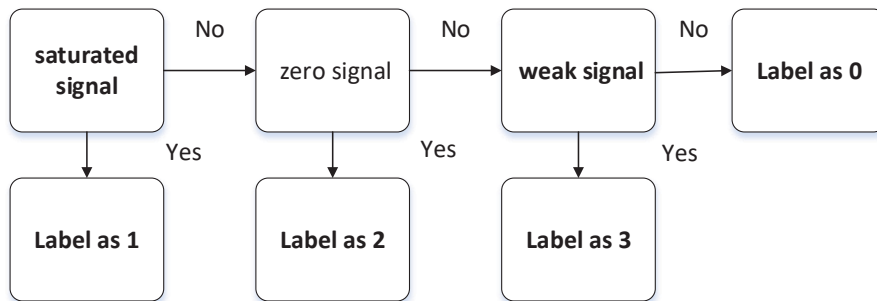 No
No
No
saturated
signal
zero signal
weak signal
Label as 0
Yes
Yes
Yes
Label as 1
Label as 2
Label as 3